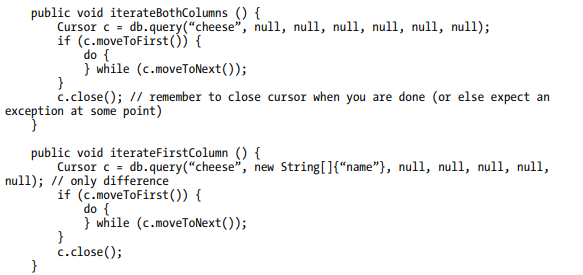 public void iterateBothColumns () {
Cursor c = db.query(“cheese”, null, null, null, null, null, null);
if (c.moveToFirst()) {
do {
} while (c.moveToNext());
}
c.close(); // remember to close cursor when you are done (or else expect an
exception at some point)
}
public void iterateFirstColumn () {
Cursor c = db.query(“cheese”, new String[]{“name”}, null, null, null, null,
null); // only difference
if (c.moveToFirst()) {
do {
} while (c.moveToNext());
}
c.close();
}